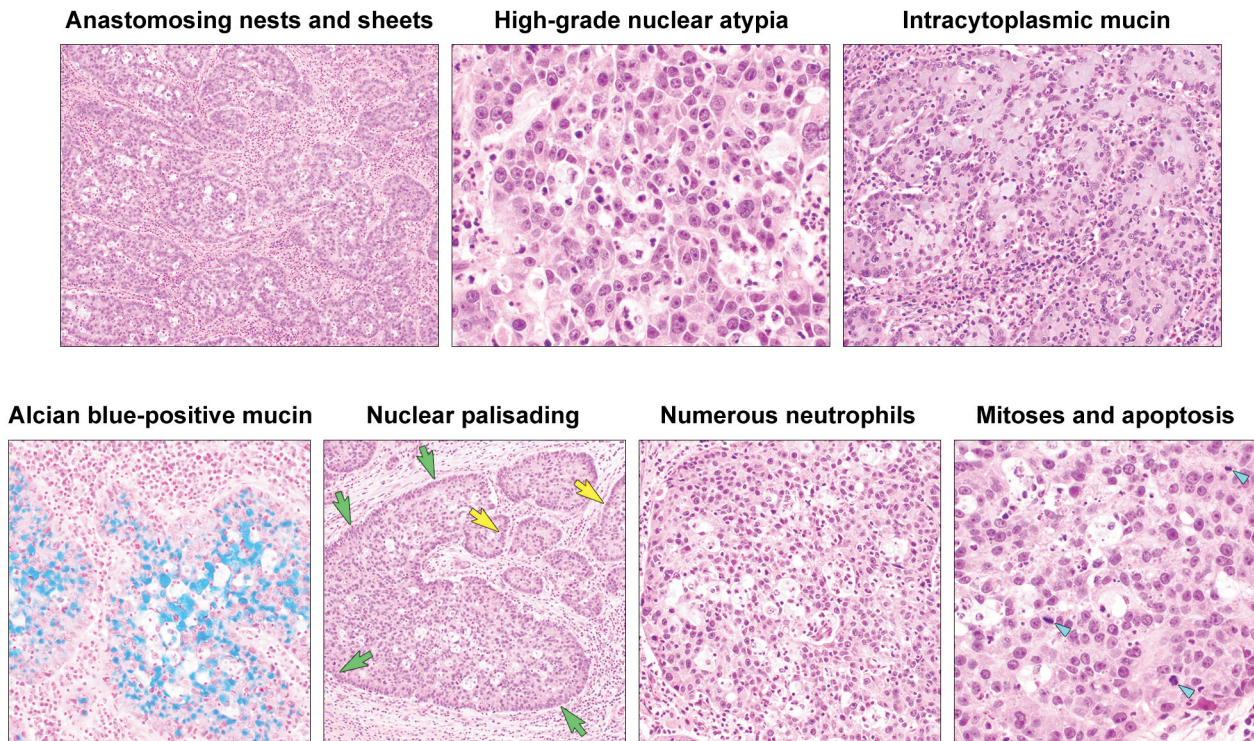 Anastomosing nests and sheets
High-grade nuclear atypia
Intracytoplasmic mucin
Alcian blue-positive mucin
Nuclear palisading
Numerous neutrophils
Mitoses and apoptosis